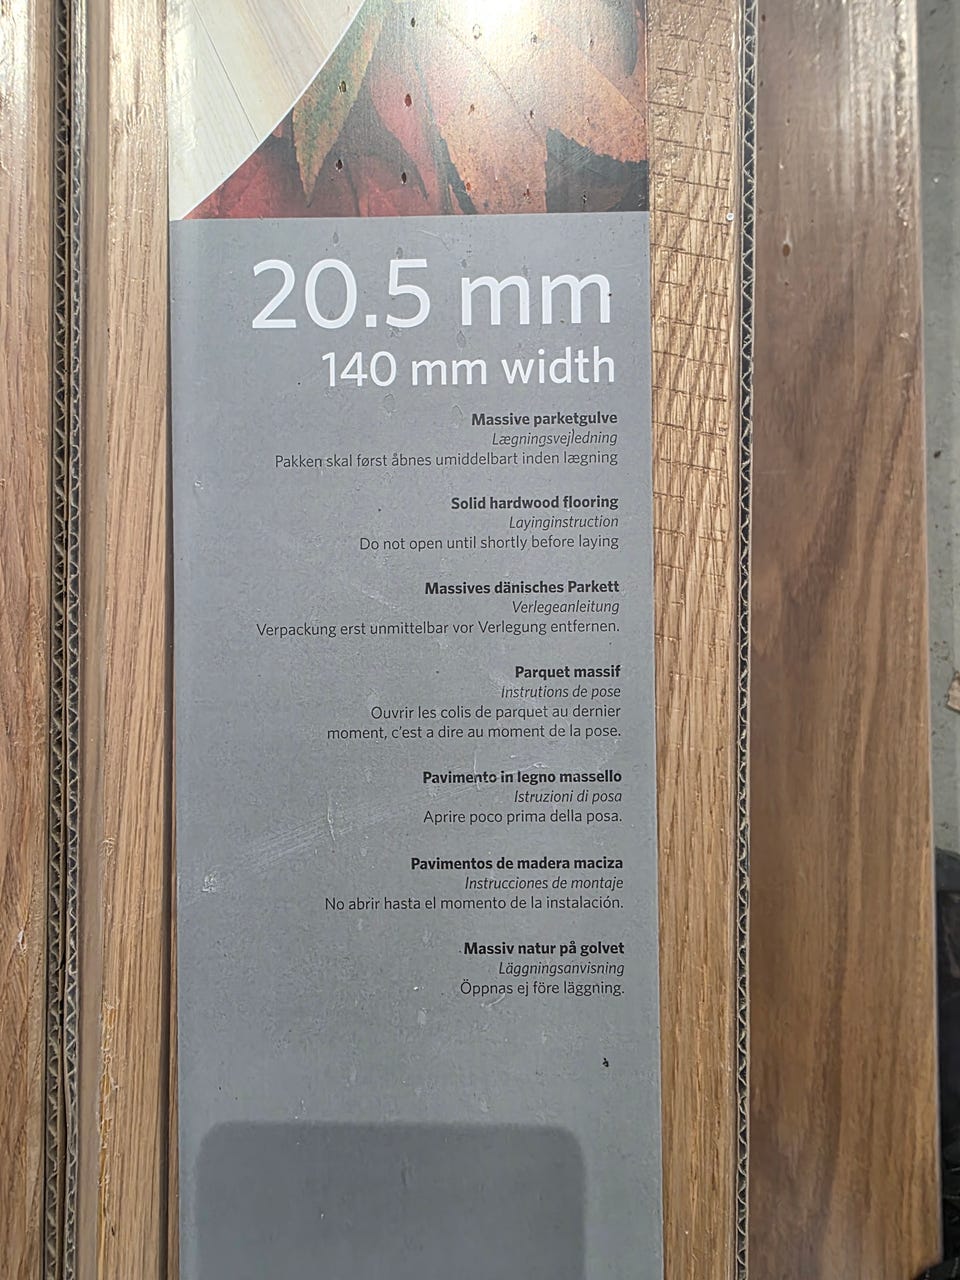 20.5 mm
140 mm width
Massive parketgulve
Lægningsvejledning
Pakken skal først åbnes umiddelbart inden lægning
Solid hardwood flooring
Layinginstruction
Do not open until shortly before laying
Massives dänisches Parkett
Verlegeanleitung
Verpackung erst unmittelbar vor Verlegung entfernen.
Parquet massif
Instrutions de pose
Ouvrir les colis de parquet au dernier
moment, c'est a dire au moment de la pose.
Pavimento in legno massello
Istruzioni di posa
Aprire poco prima della posa.
Pavimentos de madera maciza
Instrucciones de montaje
No abrir hasta el momento de la instalación.
Massiv natur på golvet
Läggningsanvisning
Öppnas ej före läggning.